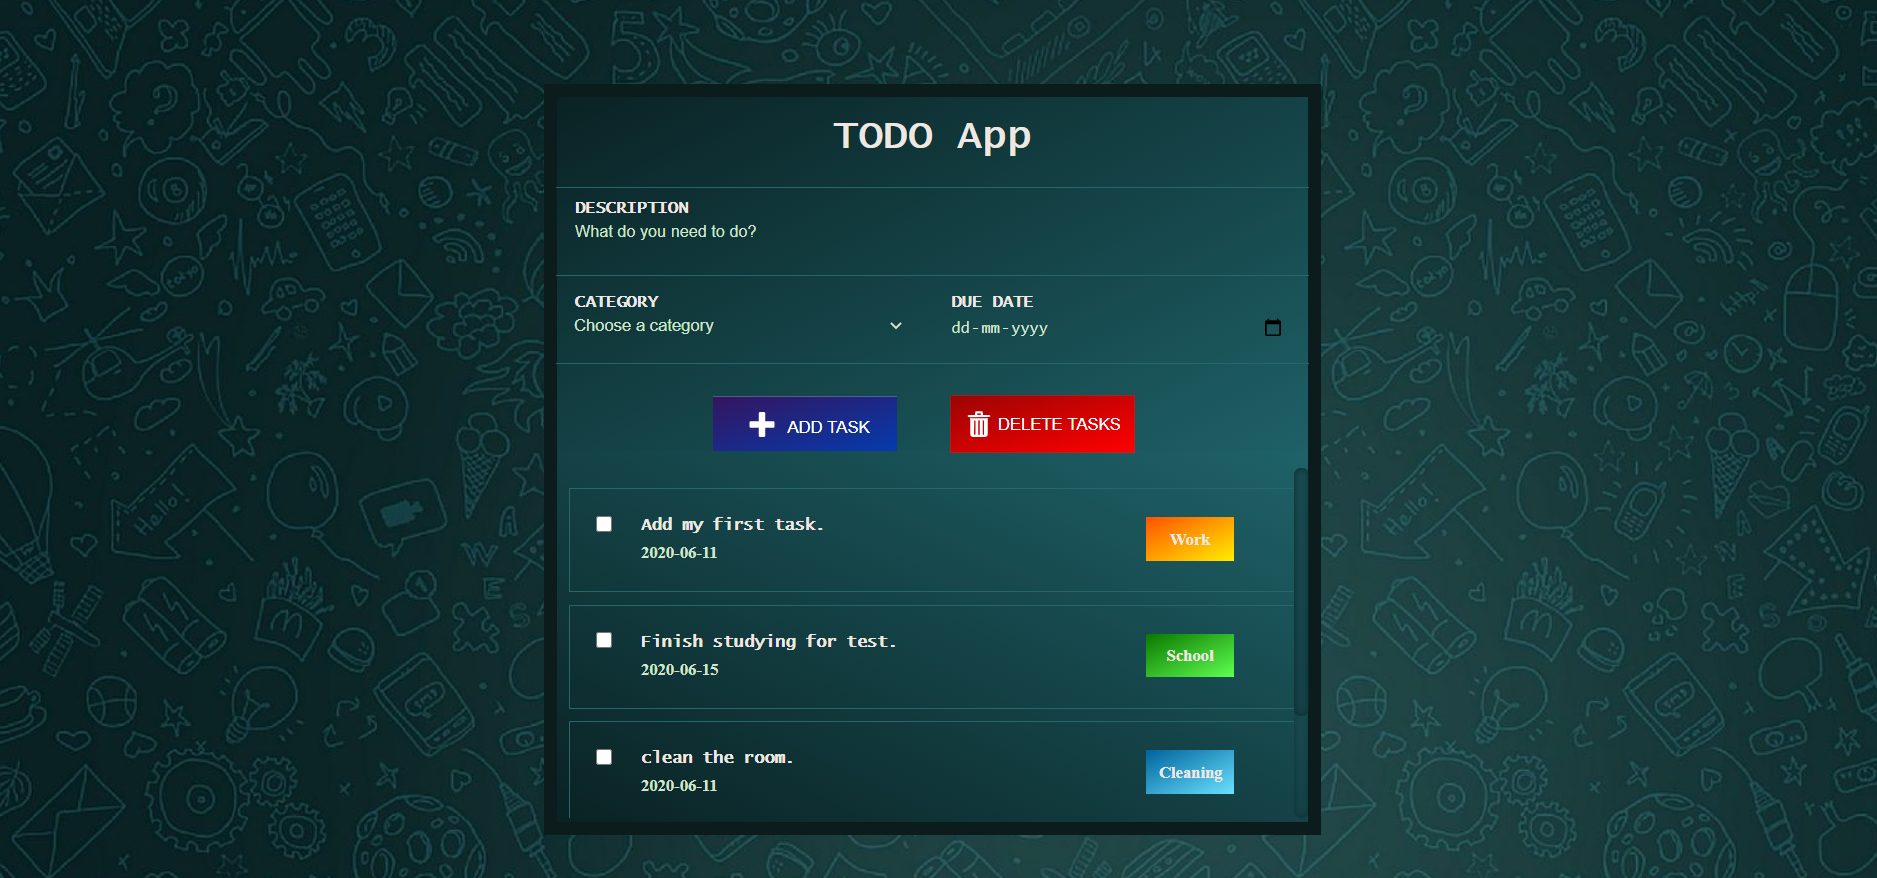 TODO App
DESCRIPTION
What do you need to do?
CATEGORY
Choose a category
DUE DATE
dd-mm-yyyy
ADD TASK
DELETE TASKS
Add my first task.
2020-06-11
Work
Finish studying for test.
2020-06-15
School
clean the room.
2020-06-11
Cleaning
Hello!
Hello!